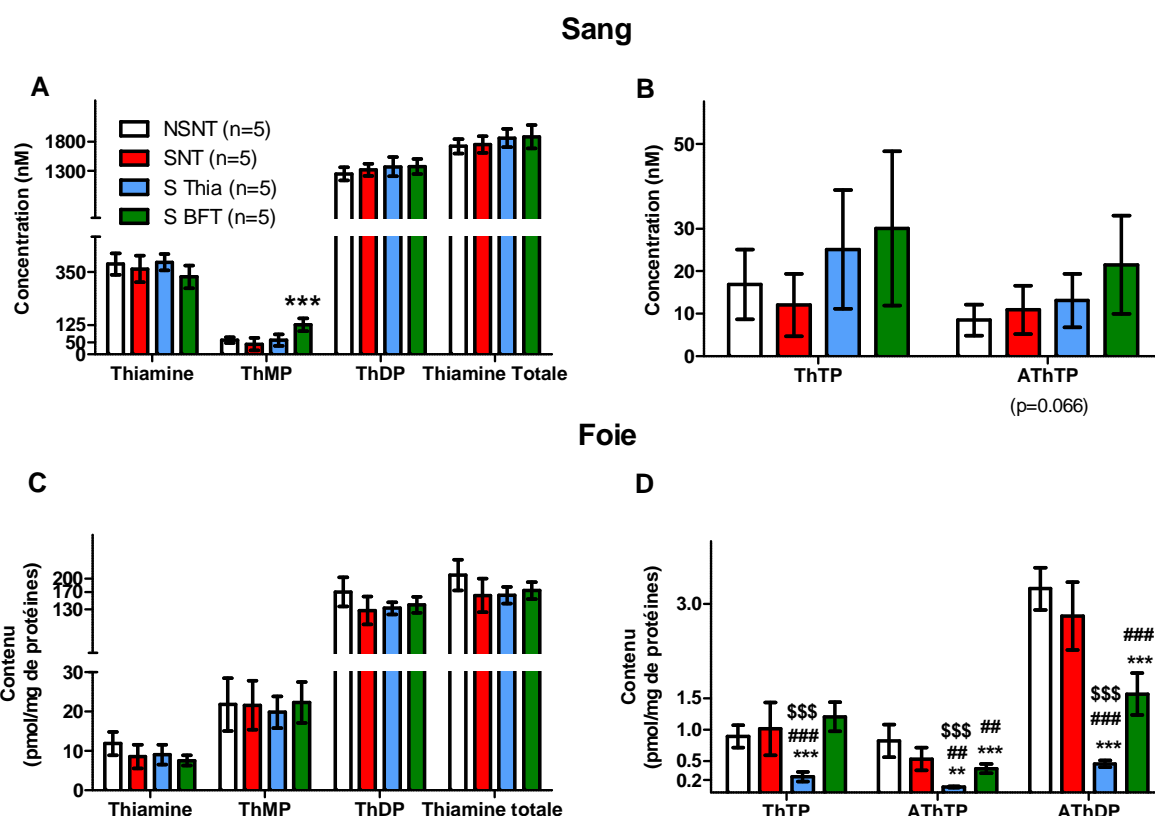 Sang
A
Concentration (nM)
1800
1300
350
125
50
0
NSNT (n=5)
SNT (n=5)
S Thia (n=5)
S BFT (n=5)
***
Thiamine ThMP ThDP Thiamine Totale
B
Concentration (nM)
50
30
20
10
0
ThTP AThTP
(p=0.066)
Foie
C
Contenu
(pmol/mg de protéines)
200
170
130
30
20
10
0
Thiamine ThMP ThDP Thiamine totale
D
Contenu
(pmol/mg de protéines)
3.0
1.5
1.0
0.5
0.2
$$$
###
***
$$$
##
**
##
***
$$$
###
***
###
***
ThTP AThTP AThDP